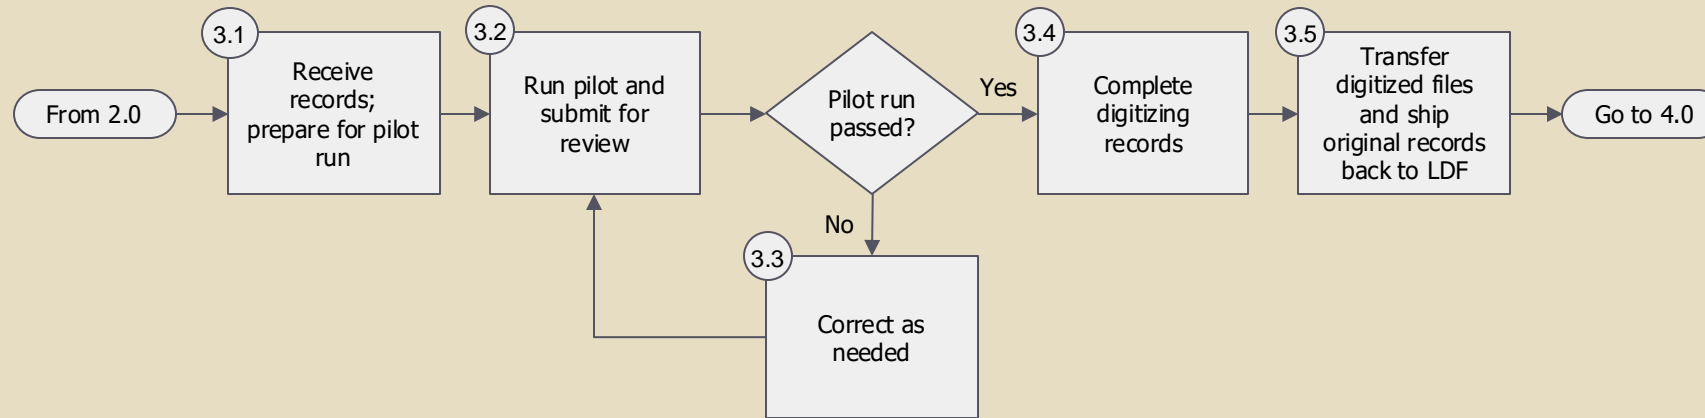 From 2.0
3.1
Receive
records;
prepare for pilot
run
3.2
Run pilot and
submit for
review
Pilot run
passed?
Yes
No
3.3
Correct as
needed
3.4
Complete
digitizing
records
3.5
Transfer
digitized files
and ship
original records
back to LDF
Go to 4.0